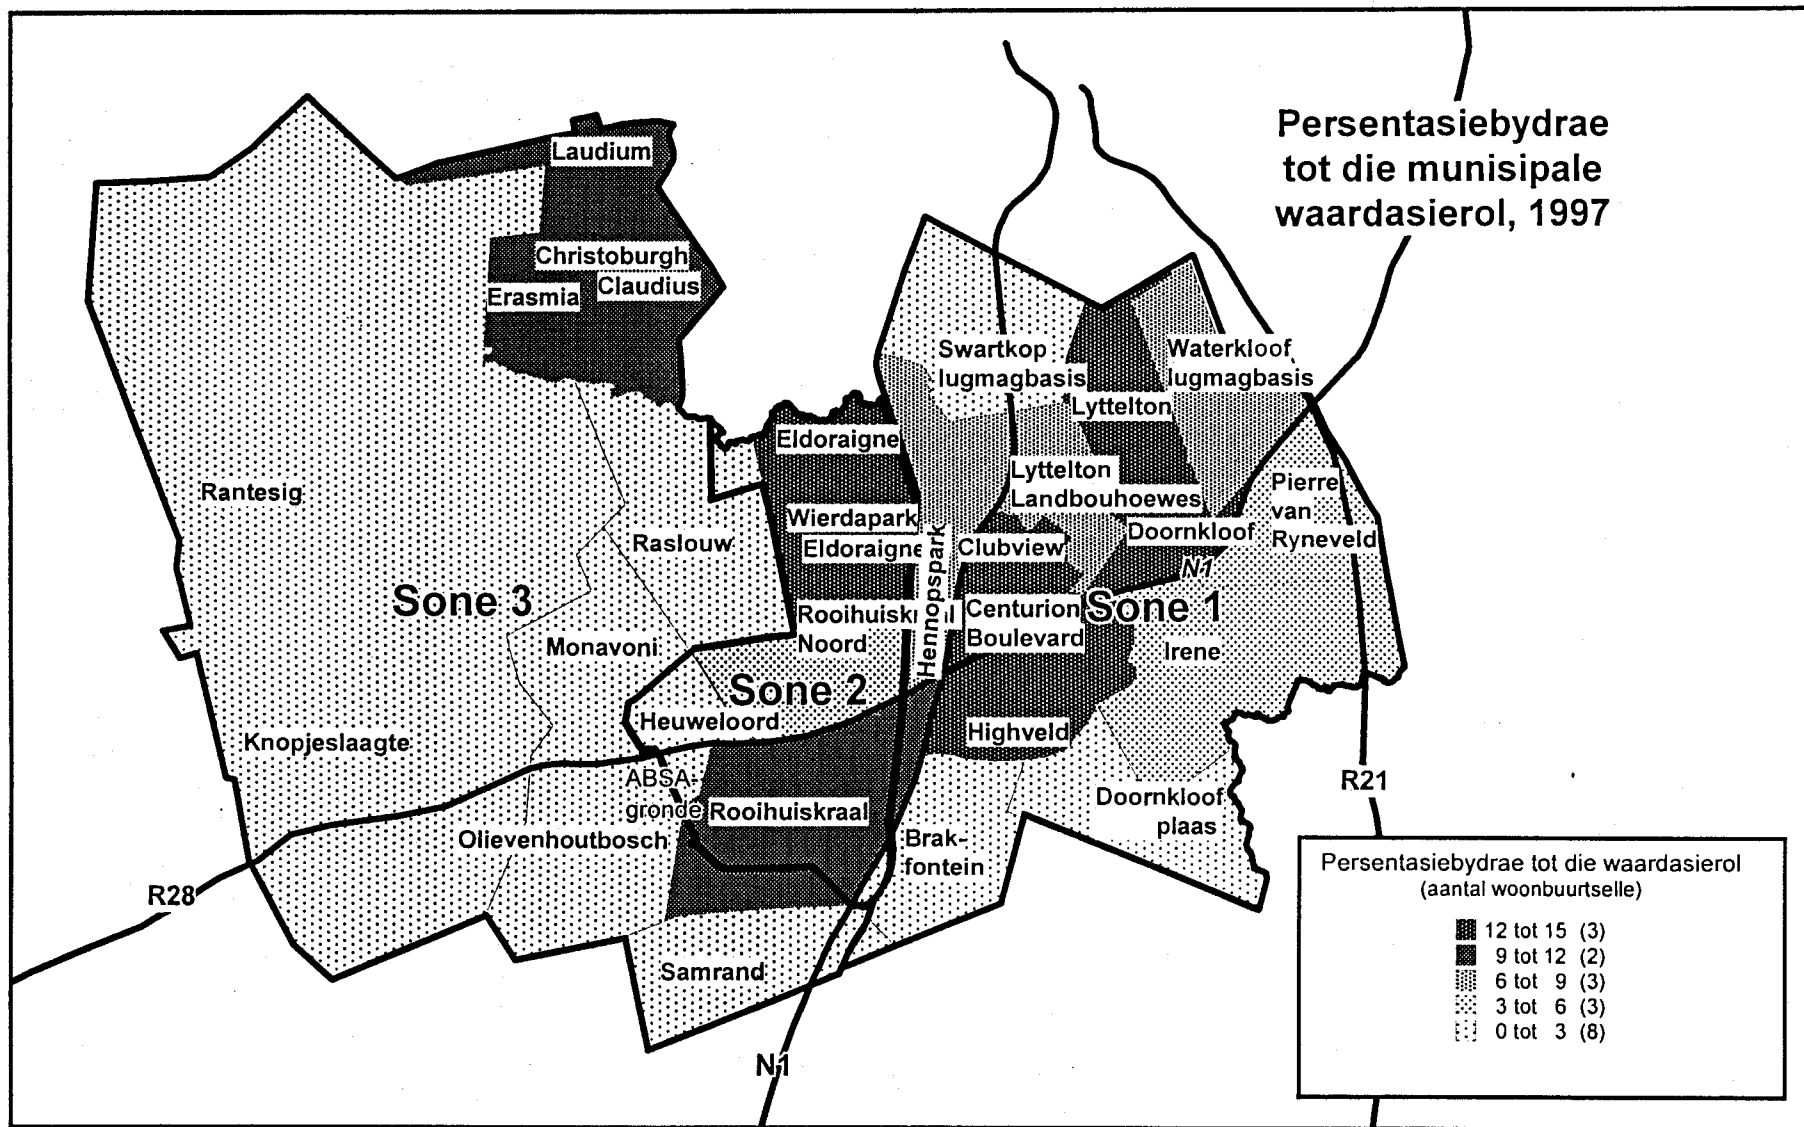 Persentasiebydrae
tot die munisipale
waardasierol, 1997
Laudium
Christoburgh
Claudius
Erasmia
Swartkop
lugmagbasis
Waterkloof
lugmagbasis
Lyttelton
Eldoraigne
Rantesig
Lyttelton
Landbouhoewes
Pierre
van
Ryneveld
Wierdapark
Eldoraigne
Raslouw
Hennopspark
Clubview
Doornkloof
N1
Sone 3
Rooihuiskraal
Noord
Centurion
Boulevard
Sone 1
Monavoni
Irene
Sone 2
Heuweloord
Knopjeslaagte
Highveld
ABSA-
gronde
Rooihuiskraal
R21
Doornkloof
plaas
Olievenhoutbosch
Brak-
fontein
R28
Samrand
N1
Persentasiebydrae tot die waardasierol
(aantal woonbuurtselle)
12 tot 15 (3)
9 tot 12 (2)
6 tot 9 (3)
3 tot 6 (3)
0 tot 3 (8)